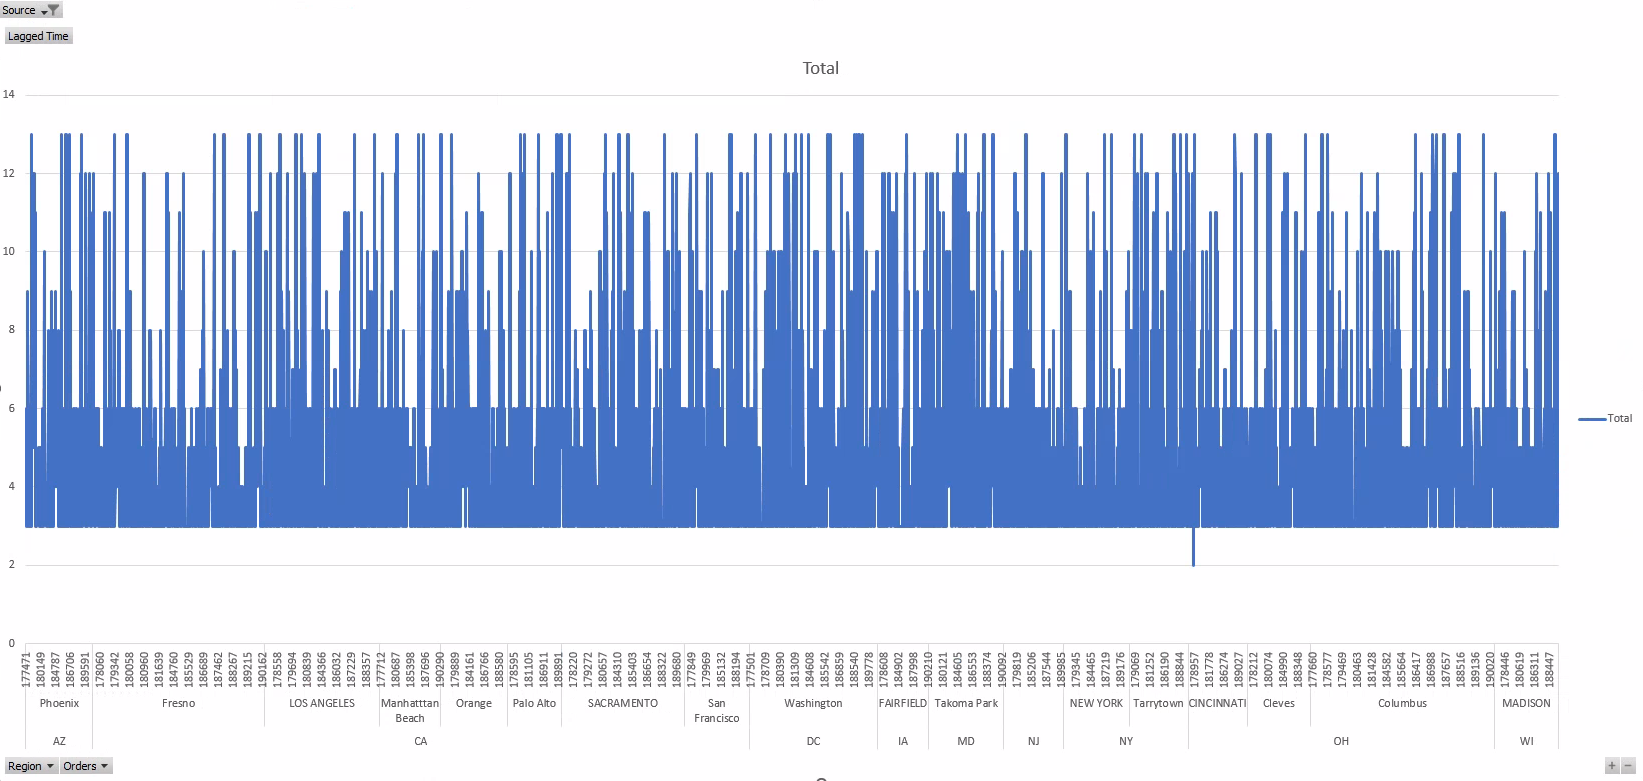 Source
Lagged Time
Total
14
12
10
8
6
4
2
0
Total
177471 180149 184787 186706 189591 178060 179342 180058 180960 181639 184760 185529 186689 187462 188267 189215 190162 178558 179694 180839 184366 186032 187229 188357 177712 180687 185398 187696 190290 179889 184161 186766 188580 178595 181105 186911 189891 178220 179272 180657 184310 185403 186654 188322 189680 177849 179969 185132 188194 177501 178709 180390 181309 184608 185542 186859 188540 189778 178608 184902 187998 190210 180121 184605 186553 188374 190092 179819 185206 187544 189985 179345 184465 187219 189176 179069 181252 186190 188844 178957 181778 186274 189027 178212 180074 184990 188348 177660 178577 179469 180463 181428 184582 185664 186417 186988 187657 188516 189136 190020 178446 180619 186311 188447
Phoenix Fresno LOS ANGELES Manhatttan Beach Orange Palo Alto SACRAMENTO San Francisco Washington FAIRFIELD Takoma Park NEW YORK Tarrytown CINCINNATI Cleves Columbus MADISON
AZ CA DC IA MD NJ NY OH WI
Region Orders